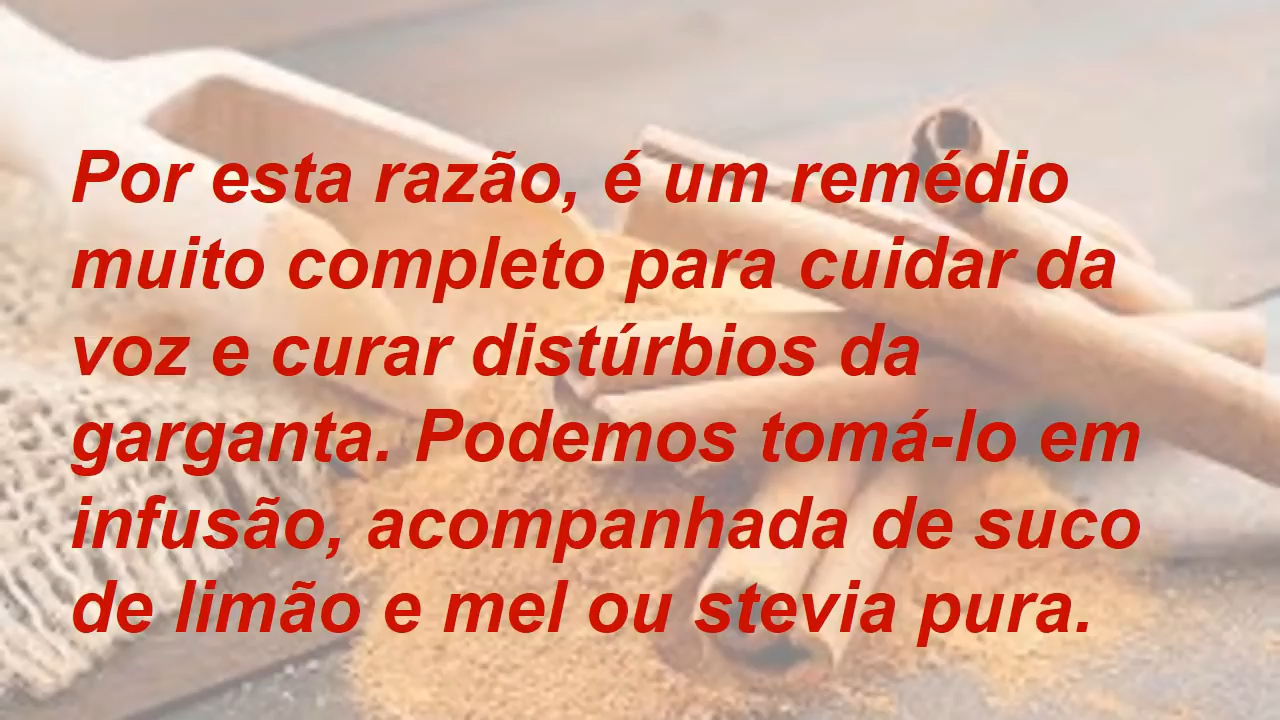 Por esta razão, é um remédio
muito completo para cuidar da
voz e curar distúrbios da
garganta. Podemos tomá-lo em
infusão, acompanhada de suco
de limão e mel ou stevia pura.